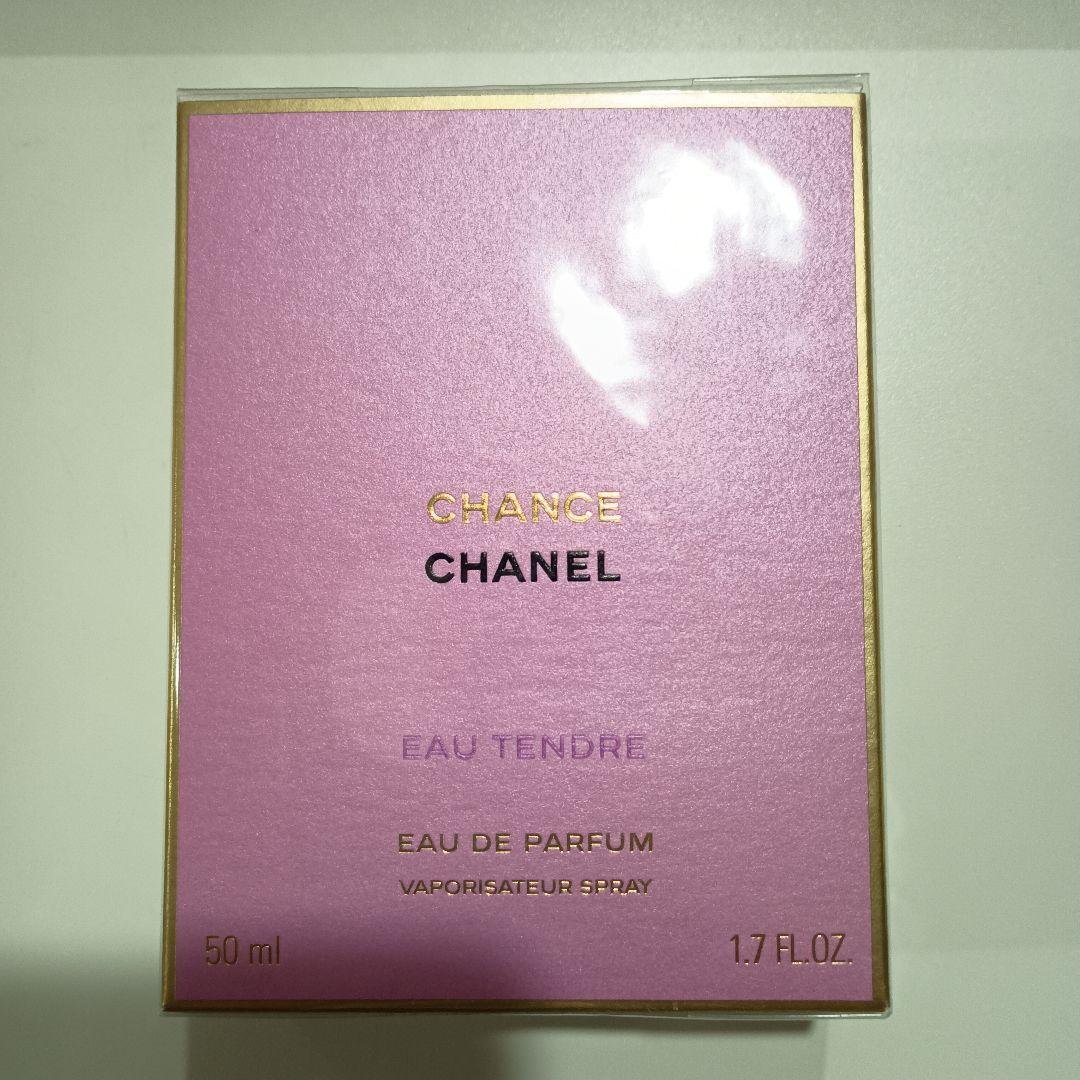 CHANCE
CHANEL
EAU TENDRE
EAU DE PARFUM
VAPORISATEUR SPRAY
50 ml 1.7 FL.OZ.